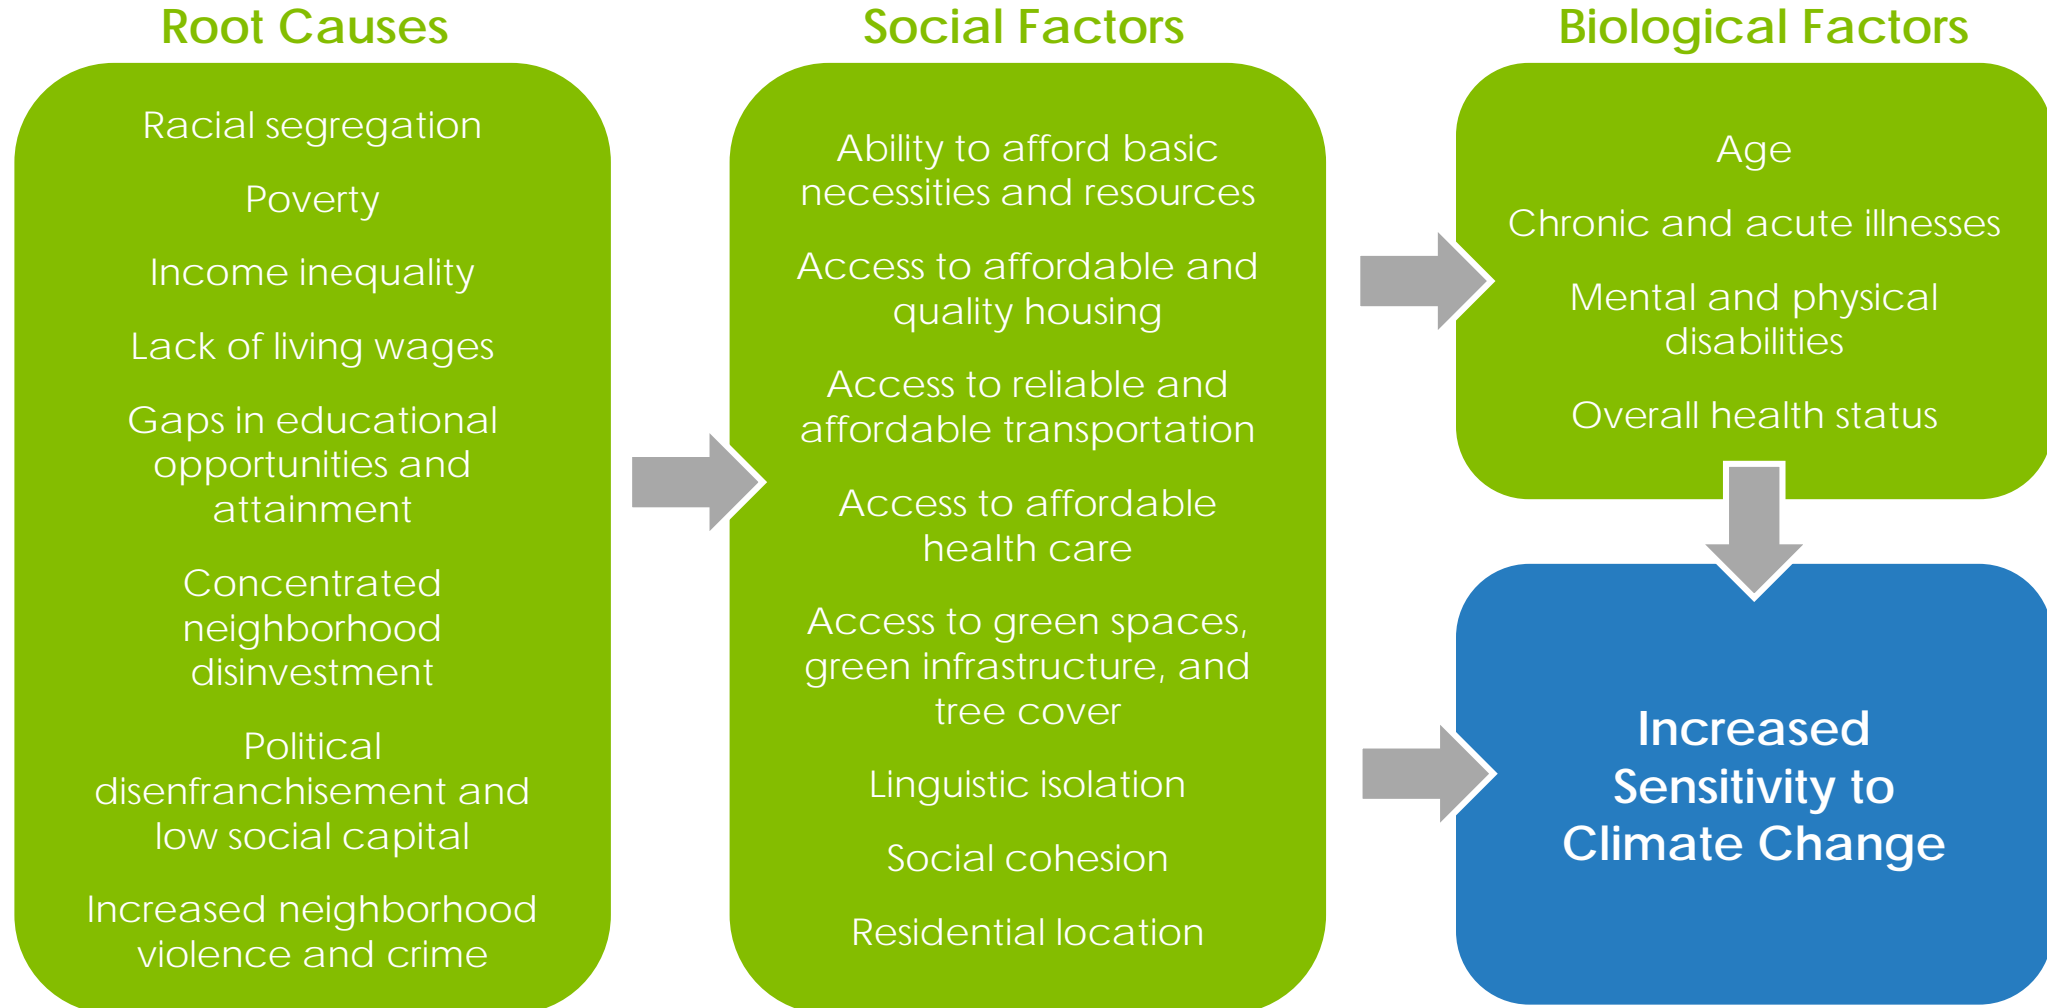 Root Causes
Racial segregation
Poverty
Income inequality
Lack of living wages
Gaps in educational
opportunities and
attainment
Concentrated
neighborhood
disinvestment
Political
disenfranchisement and
low social capital
Increased neighborhood
violence and crime
Social Factors
Ability to afford basic
necessities and resources
Access to affordable and
quality housing
Access to reliable and
affordable transportation
Access to affordable
health care
Access to green spaces,
green infrastructure, and
tree cover
Linguistic isolation
Social cohesion
Residential location
Biological Factors
Age
Chronic and acute illnesses
Mental and physical
disabilities
Overall health status
Increased
Sensitivity to
Climate Change